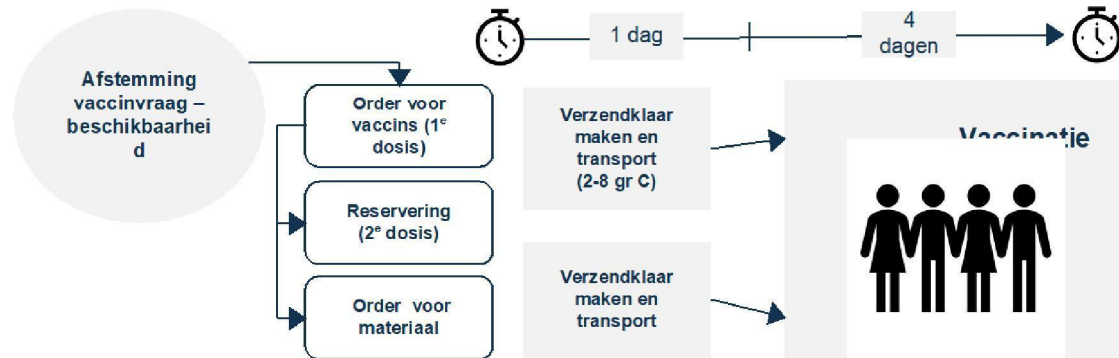 1 dag
4
dagen
Afstemming
vaccinvraag –
beschikbaarhei
d
Order voor
vaccins (1e
dosis)
Reservering
(2e dosis)
Order voor
materiaal
Verzendklaar
maken en
transport
(2-8 gr C)
Verzendklaar
maken en
transport
Vaccinatie